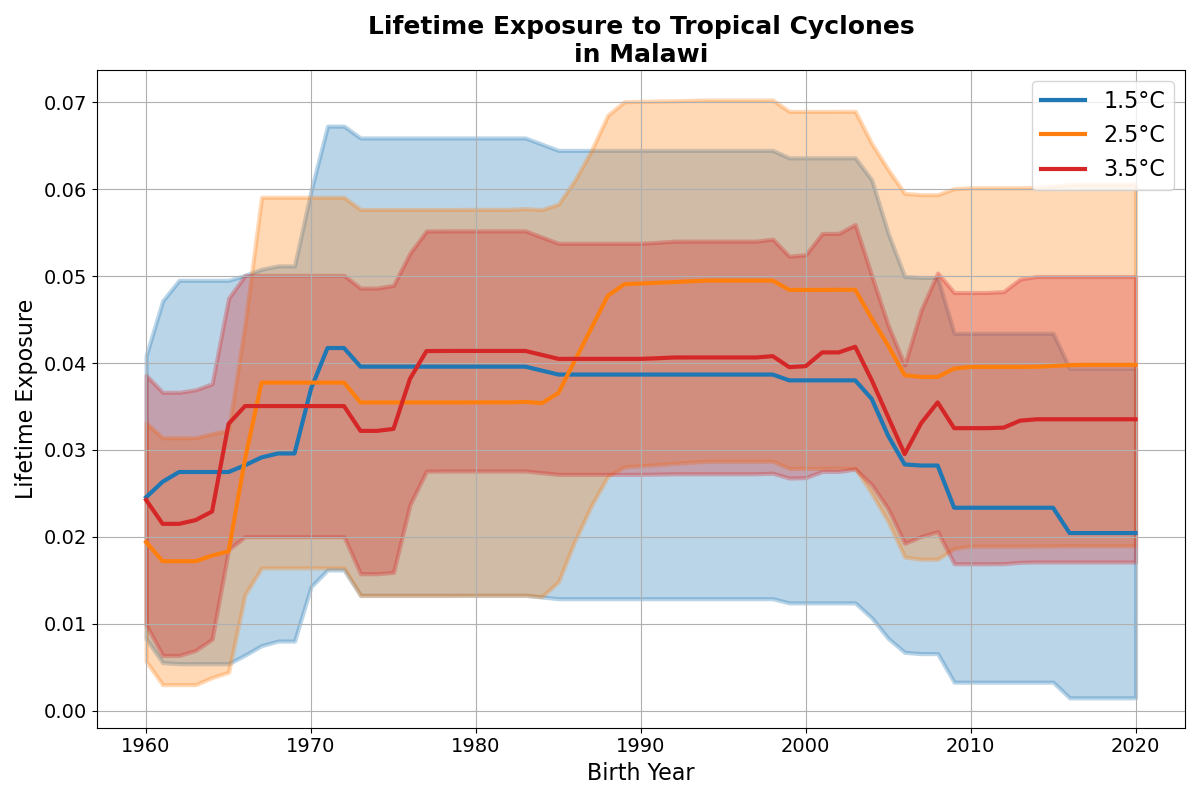 Lifetime Exposure to Tropical Cyclones
in Malawi
1.5°C
2.5°C
3.5°C
Lifetime Exposure
0.07
0.06
0.05
0.04
0.03
0.02
0.01
0.00
1960 1970 1980 1990 2000 2010 2020
Birth Year